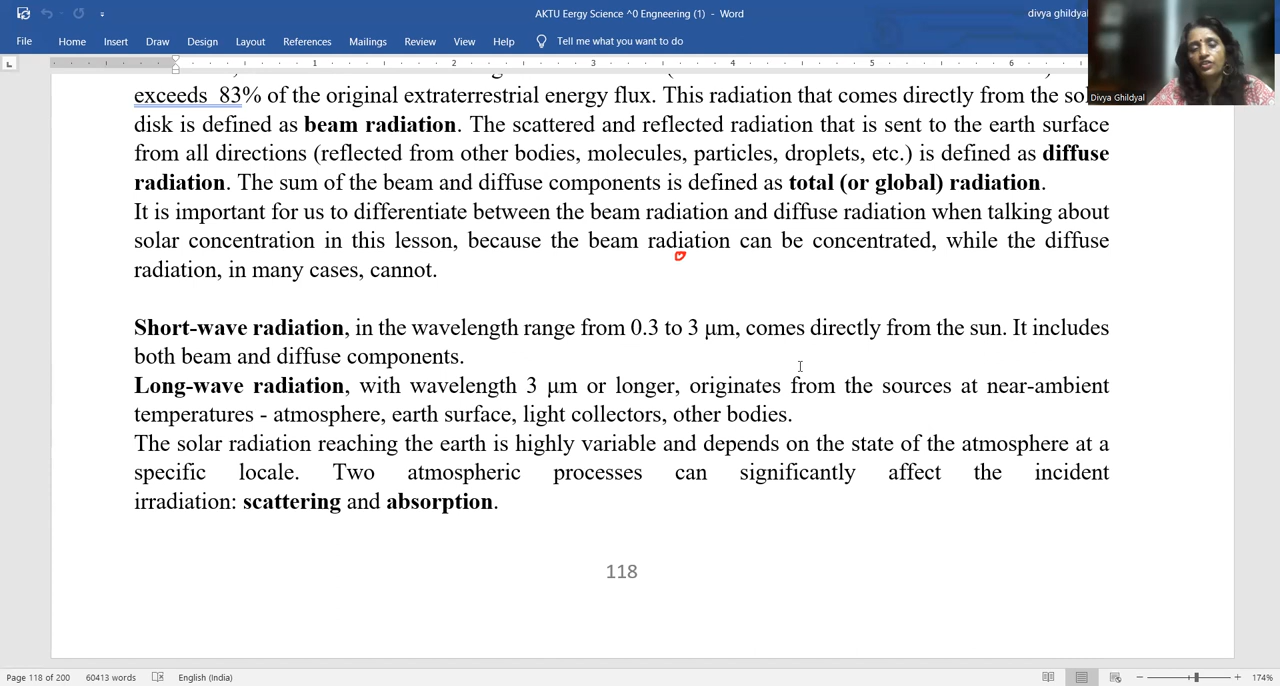 AKTU Eergy Science ^0 Engneering (1) - Word
divya ghildyal
File Home Insert Draw Design Layout References Mailings Review View Help Tell me what you want to do
1 2 3 4 5 6
Divya Ghildyal
exceeds 83% of the original extraterrestrial energy flux. This radiation that comes directly from the
disk is defined as beam radiation. The scattered and reflected radiation that is sent to the earth surface
from all directions (reflected from other bodies, molecules, particles, droplets, etc.) is defined as diffuse
radiation. The sum of the beam and diffuse components is defined as total (or global) radiation.
It is important for us to differentiate between the beam radiation and diffuse radiation when talking about
solar concentration in this lesson, because the beam radiation can be concentrated, while the diffuse
radiation, in many cases, cannot.
Short-wave radiation, in the wavelength range from 0.3 to 3 μm, comes directly from the sun. It includes
both beam and diffuse components.
Long-wave radiation, with wavelength 3 μm or longer, originates from the sources at near-ambient
temperatures - atmosphere, earth surface, light collectors, other bodies.
The solar radiation reaching the earth is highly variable and depends on the state of the atmosphere at a
specific locale. Two atmospheric processes can significantly affect the incident
irradiation: scattering and absorption.
118
Page 118 of 200 60413 words English (India) 174%